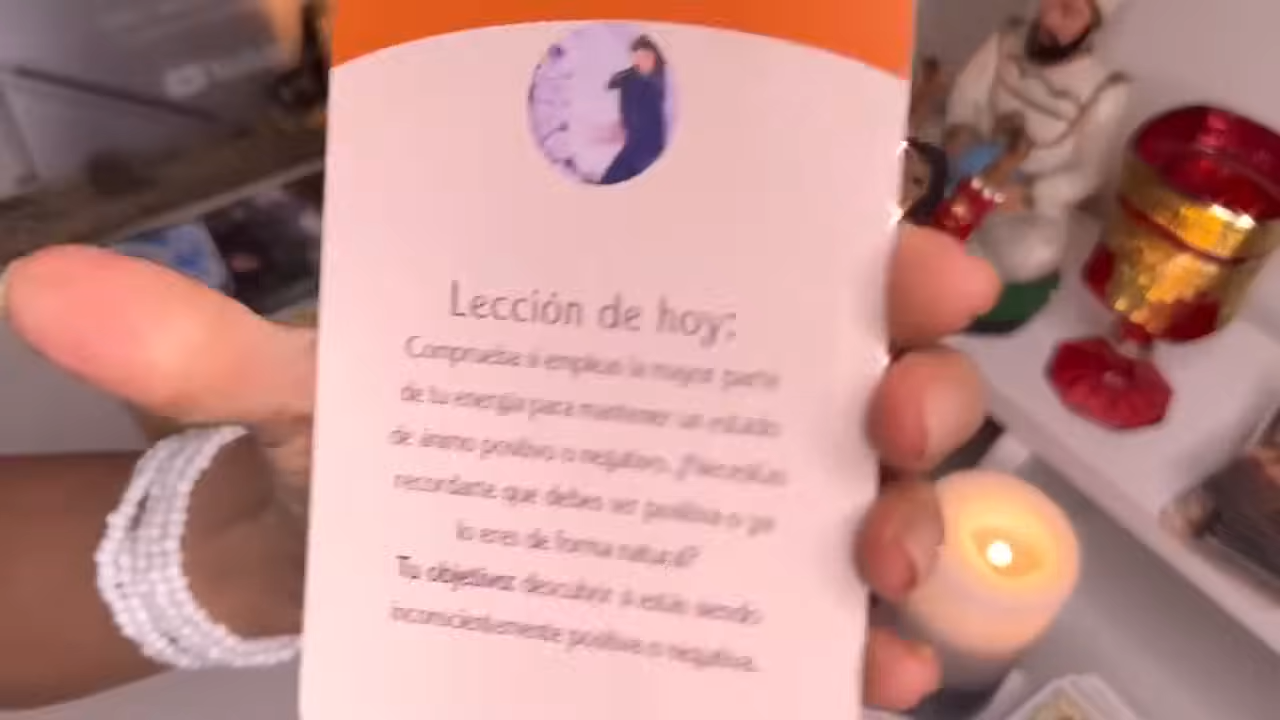 Lección de hoy:
Comprueba si empleas la mayor parte
de tu energía para mantener un estado
de ánimo positivo o negativo. ¿Necesitas
recordarte que debes ser positiva o ya
lo eres de forma natural?
Tu objetivo: descubrir si estás siendo
inconscientemente positiva o negativa.